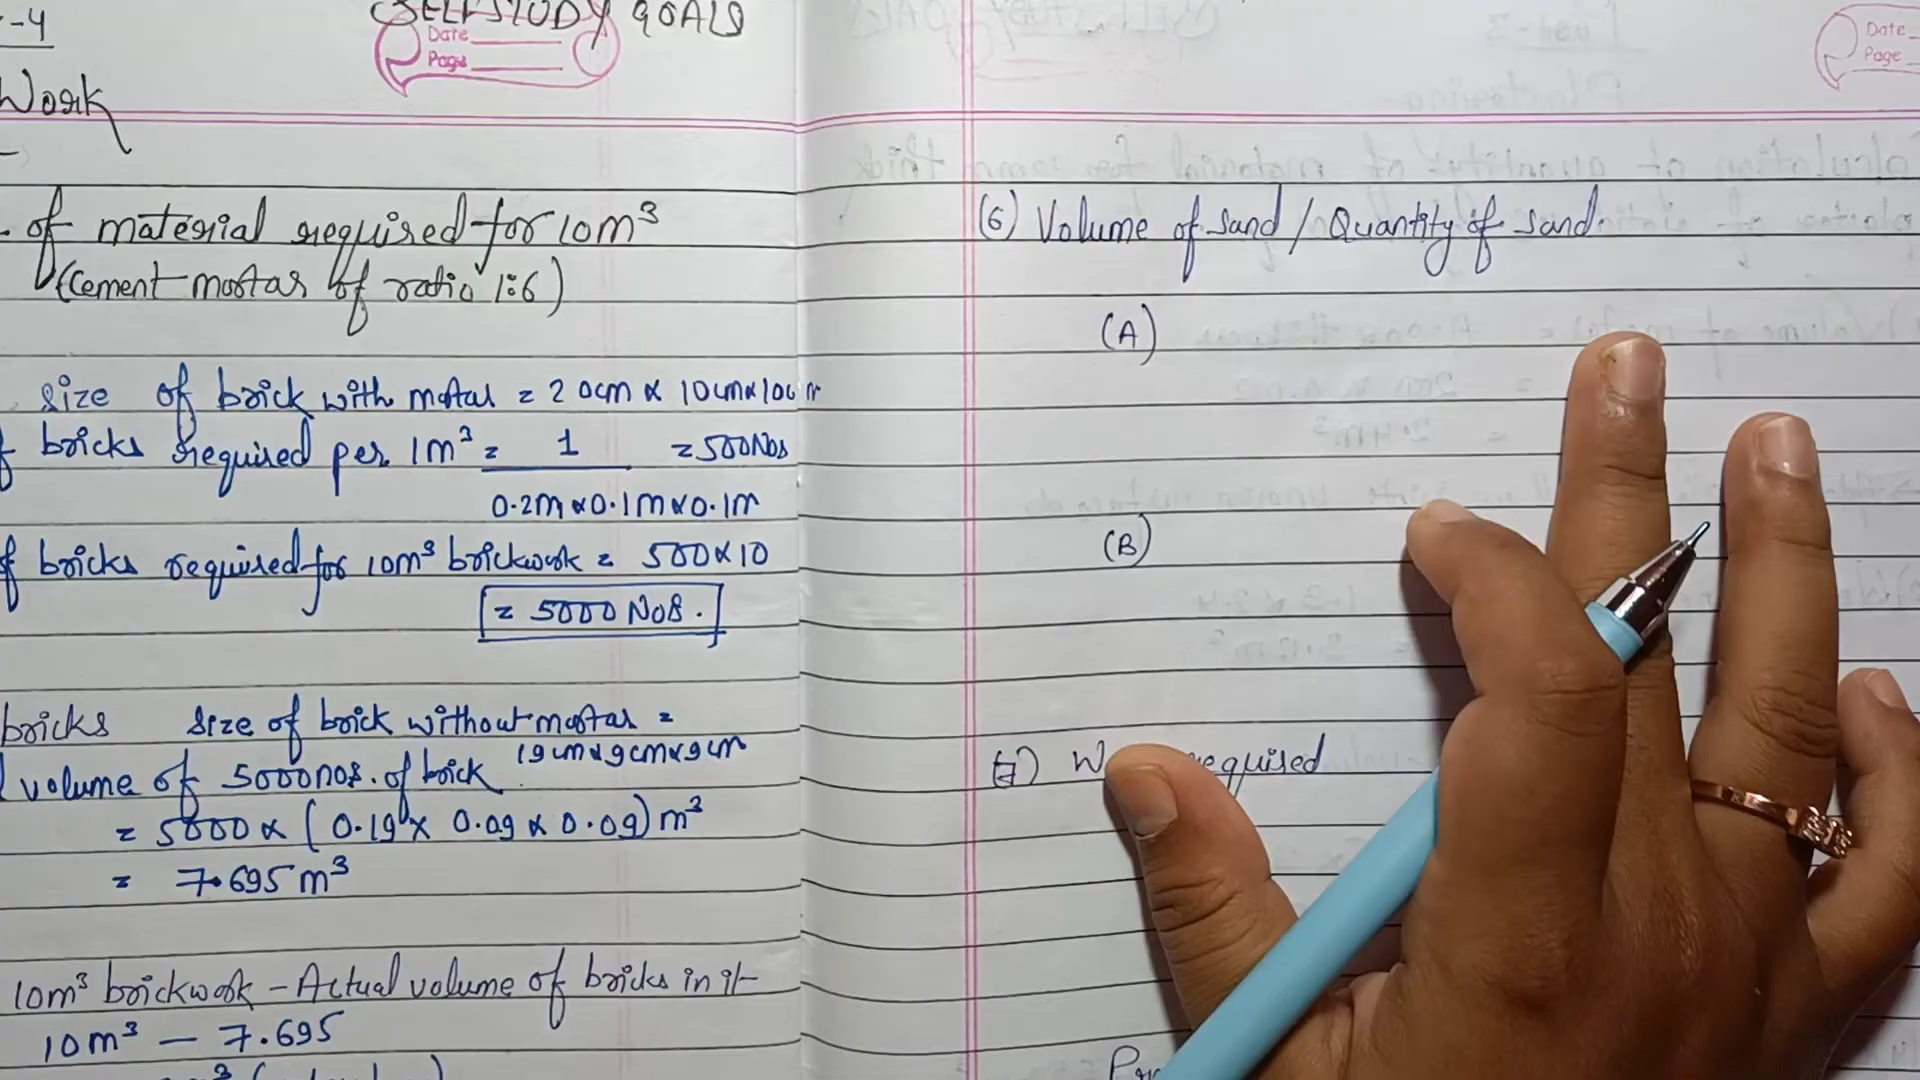 -4
SELF STUDY GOALS
Date
Page
Work
of material required for 10m³
(Cement mortar of ratio 1:6)
size of brick with motar = 20cm x 10cm x 10cm
bricks required per 1m³ = 1 = 500Nos
0.2m x 0.1m x 0.1m
f bricks required for 10m³ brickwork = 500 x 10
= 5000 Nos.
bricks size of brick without mortar =
19cm x 9cm x 9cm
volume of 5000nos. of brick
= 5000 x (0.19 x 0.09 x 0.09) m³
= 7.695 m³
10m³ brickwork - Actual volume of bricks in it
10m³ - 7.695
Date
Page
(6) Volume of Sand / Quantity of sand
(A)
(B)
(7) W equired